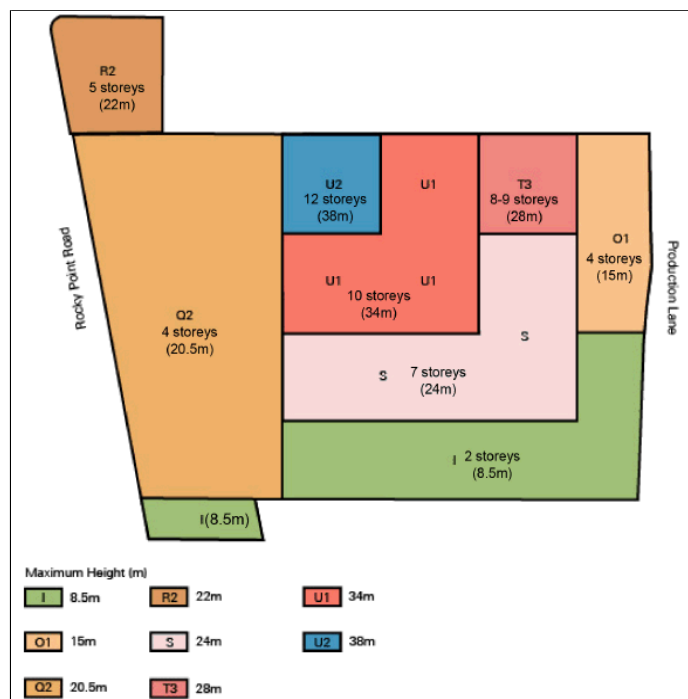 R2
5 storeys
(22m)
U2
12 storeys
(38m)
U1
T3
8-9 storeys
(28m)
O1
4 storeys
(15m)
Rocky Point Road
Production Lane
U1
U1
10 storeys
(34m)
Q2
4 storeys
(20.5m)
S
S
7 storeys
(24m)
I
2 storeys
(8.5m)
I(8.5m)
Maximum Height (m)
I 8.5m
R2 22m
U1 34m
O1 15m
S 24m
U2 38m
Q2 20.5m
T3 28m